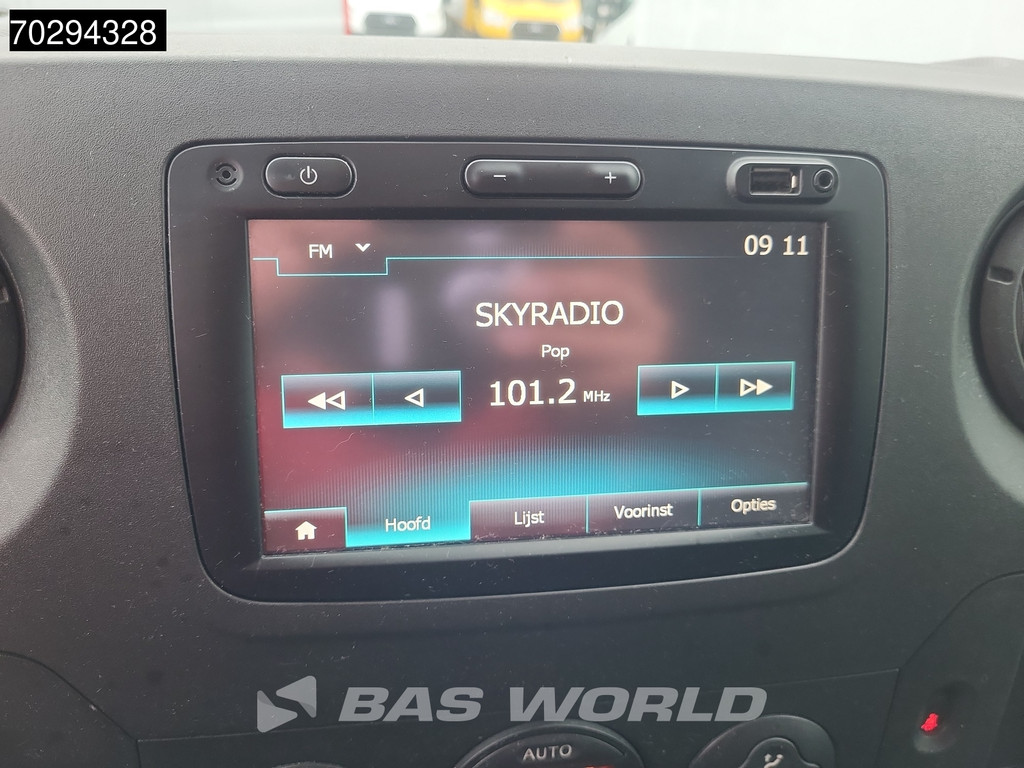 70294328
FM 09 11
SKYRADIO
Pop
101.2 MHz
Hoofd Lijst Voorinst Opties
BAS WORLD
AUTO